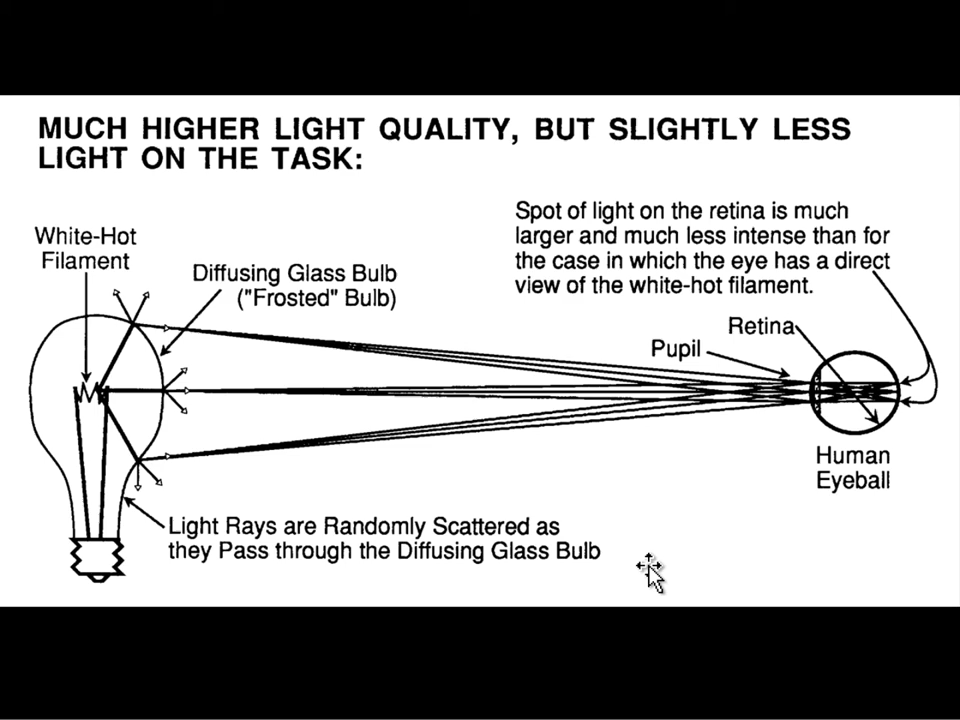 MUCH HIGHER LIGHT QUALITY, BUT SLIGHTLY LESS
LIGHT ON THE TASK:
Spot of light on the retina is much
larger and much less intense than for
the case in which the eye has a direct
view of the white-hot filament.
White-Hot
Filament
Diffusing Glass Bulb
("Frosted" Bulb)
Retina
Pupil
Human
Eyeball
Light Rays are Randomly Scattered as
they Pass through the Diffusing Glass Bulb